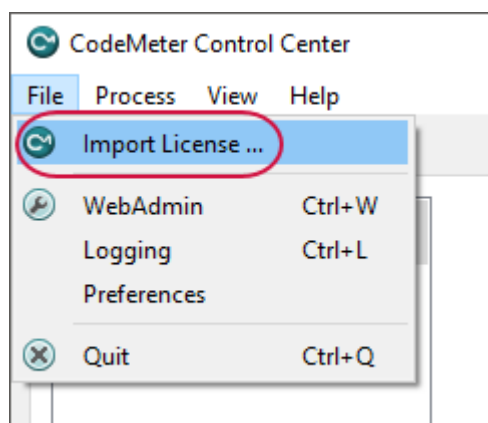 CodeMeter Control Center
File Process View Help
Import License ...
WebAdmin Ctrl+W
Logging Ctrl+L
Preferences
Quit Ctrl+Q